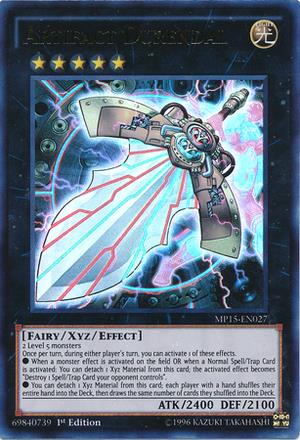 Artifact Durendal
光
MP15-EN027
[Fairy/Xyz/Effect]
2 Level 5 monsters
Once per turn, during either player's turn, you can activate 1 of these effects.
● When a monster effect is activated on the field OR when a Normal Spell/Trap Card
is activated: You can detach 1 Xyz Material from this card; the activated effect becomes
"Destroy 1 Spell/Trap Card your opponent controls".
● You can detach 1 Xyz Material from this card; each player with a hand shuffles their
entire hand into the Deck, then draws the same number of cards they shuffled into the Deck.
ATK/2400 DEF/2100
69840739 1st Edition ©1996 KAZUKI TAKAHASHI